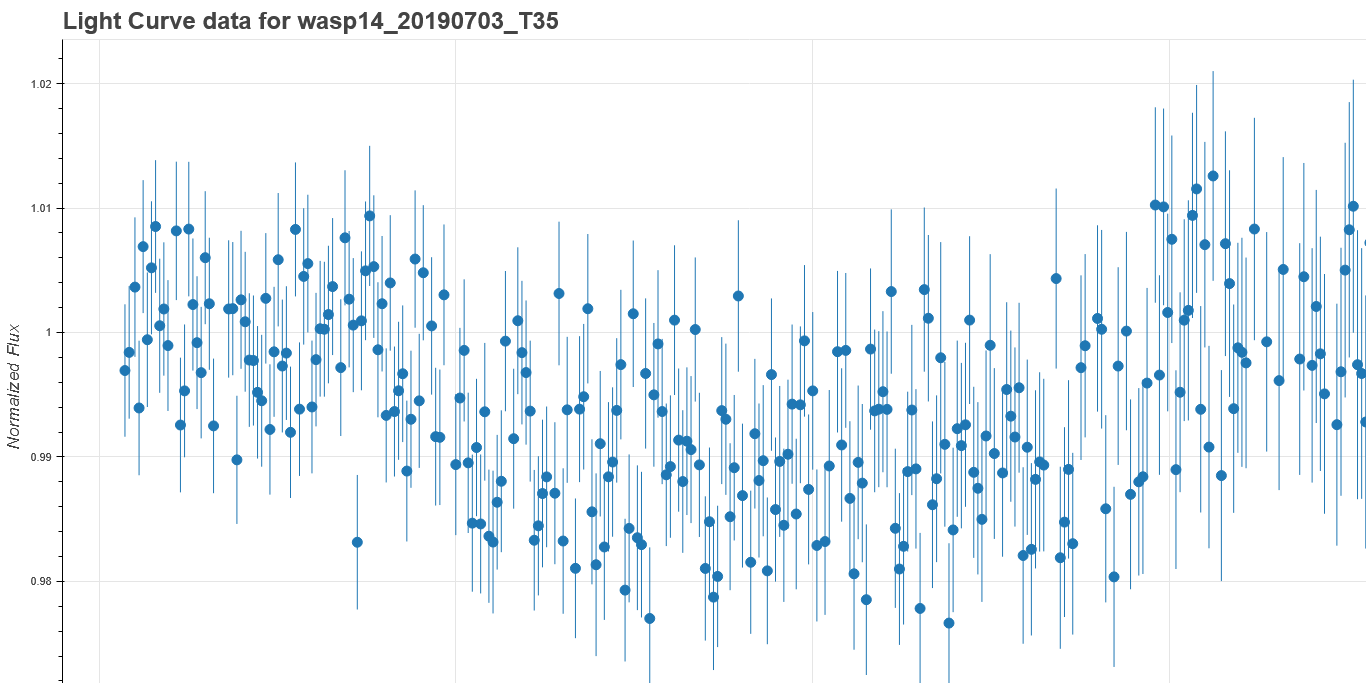 Light Curve data for wasp14_20190703_T35
1.02
1.01
1
0.99
0.98
Normalized Flux